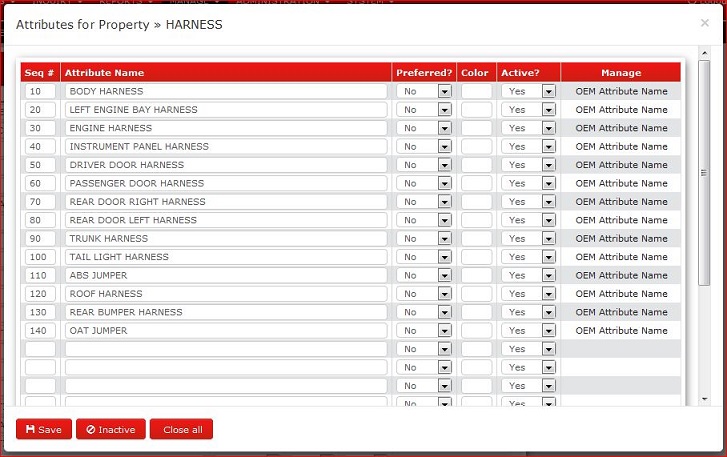 Attributes for Property » HARNESS ×
Seq # Attribute Name Preferred? Color Active? Manage
10 BODY HARNESS No Yes OEM Attribute Name
20 LEFT ENGINE BAY HARNESS No Yes OEM Attribute Name
30 ENGINE HARNESS No Yes OEM Attribute Name
40 INSTRUMENT PANEL HARNESS No Yes OEM Attribute Name
50 DRIVER DOOR HARNESS No Yes OEM Attribute Name
60 PASSENGER DOOR HARNESS No Yes OEM Attribute Name
70 REAR DOOR RIGHT HARNESS No Yes OEM Attribute Name
80 REAR DOOR LEFT HARNESS No Yes OEM Attribute Name
90 TRUNK HARNESS No Yes OEM Attribute Name
100 TAIL LIGHT HARNESS No Yes OEM Attribute Name
110 ABS JUMPER No Yes OEM Attribute Name
120 ROOF HARNESS No Yes OEM Attribute Name
130 REAR BUMPER HARNESS No Yes OEM Attribute Name
140 OAT JUMPER No Yes OEM Attribute Name
No Yes
No Yes
No Yes
No Yes
Save Inactive Close all